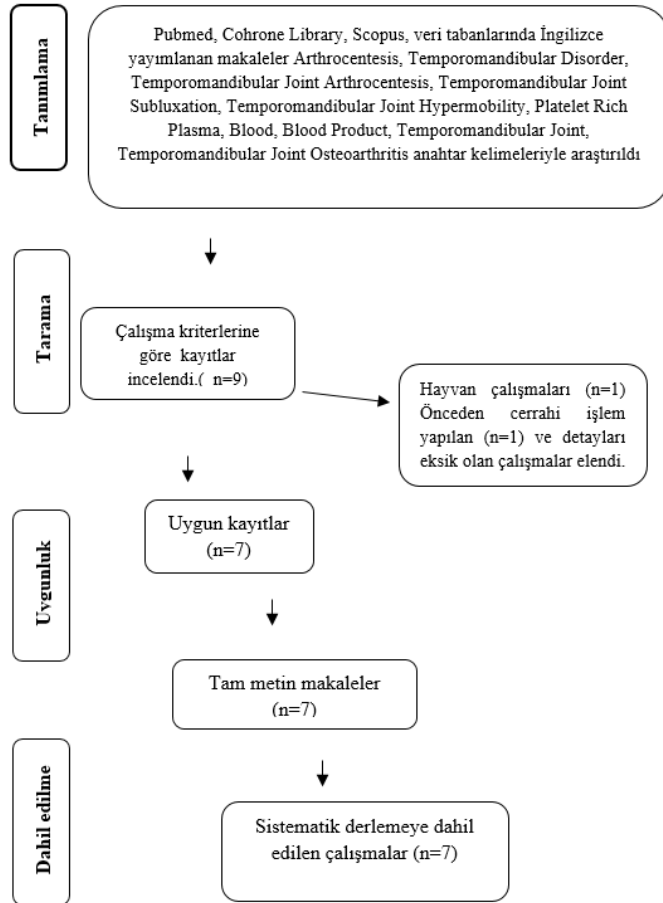 Tanımlama
Pubmed, Cohrone Library, Scopus, veri tabanlarında İngilizce
yayımlanan makaleler Arthrocentesis, Temporomandibular Disorder,
Temporomandibular Joint Arthrocentesis, Temporomandibular Joint
Subluxation, Temporomandibular Joint Hypermobility, Platelet Rich
Plasma, Blood, Blood Product, Temporomandibular Joint,
Temporomandibular Joint Osteoarthritis anahtar kelimeleriyle araştırıldı
Tarama
Çalışma kriterlerine
göre kayıtlar
incelendi.( n=9)
Hayvan çalışmaları (n=1)
Önceden cerrahi işlem
yapılan (n=1) ve detayları
eksik olan çalışmalar elendi.
Uygunluk
Uygun kayıtlar
(n=7)
Tam metin makaleler
(n=7)
Dahil edilme
Sistematik derlemeye dahil
edilen çalışmalar (n=7)